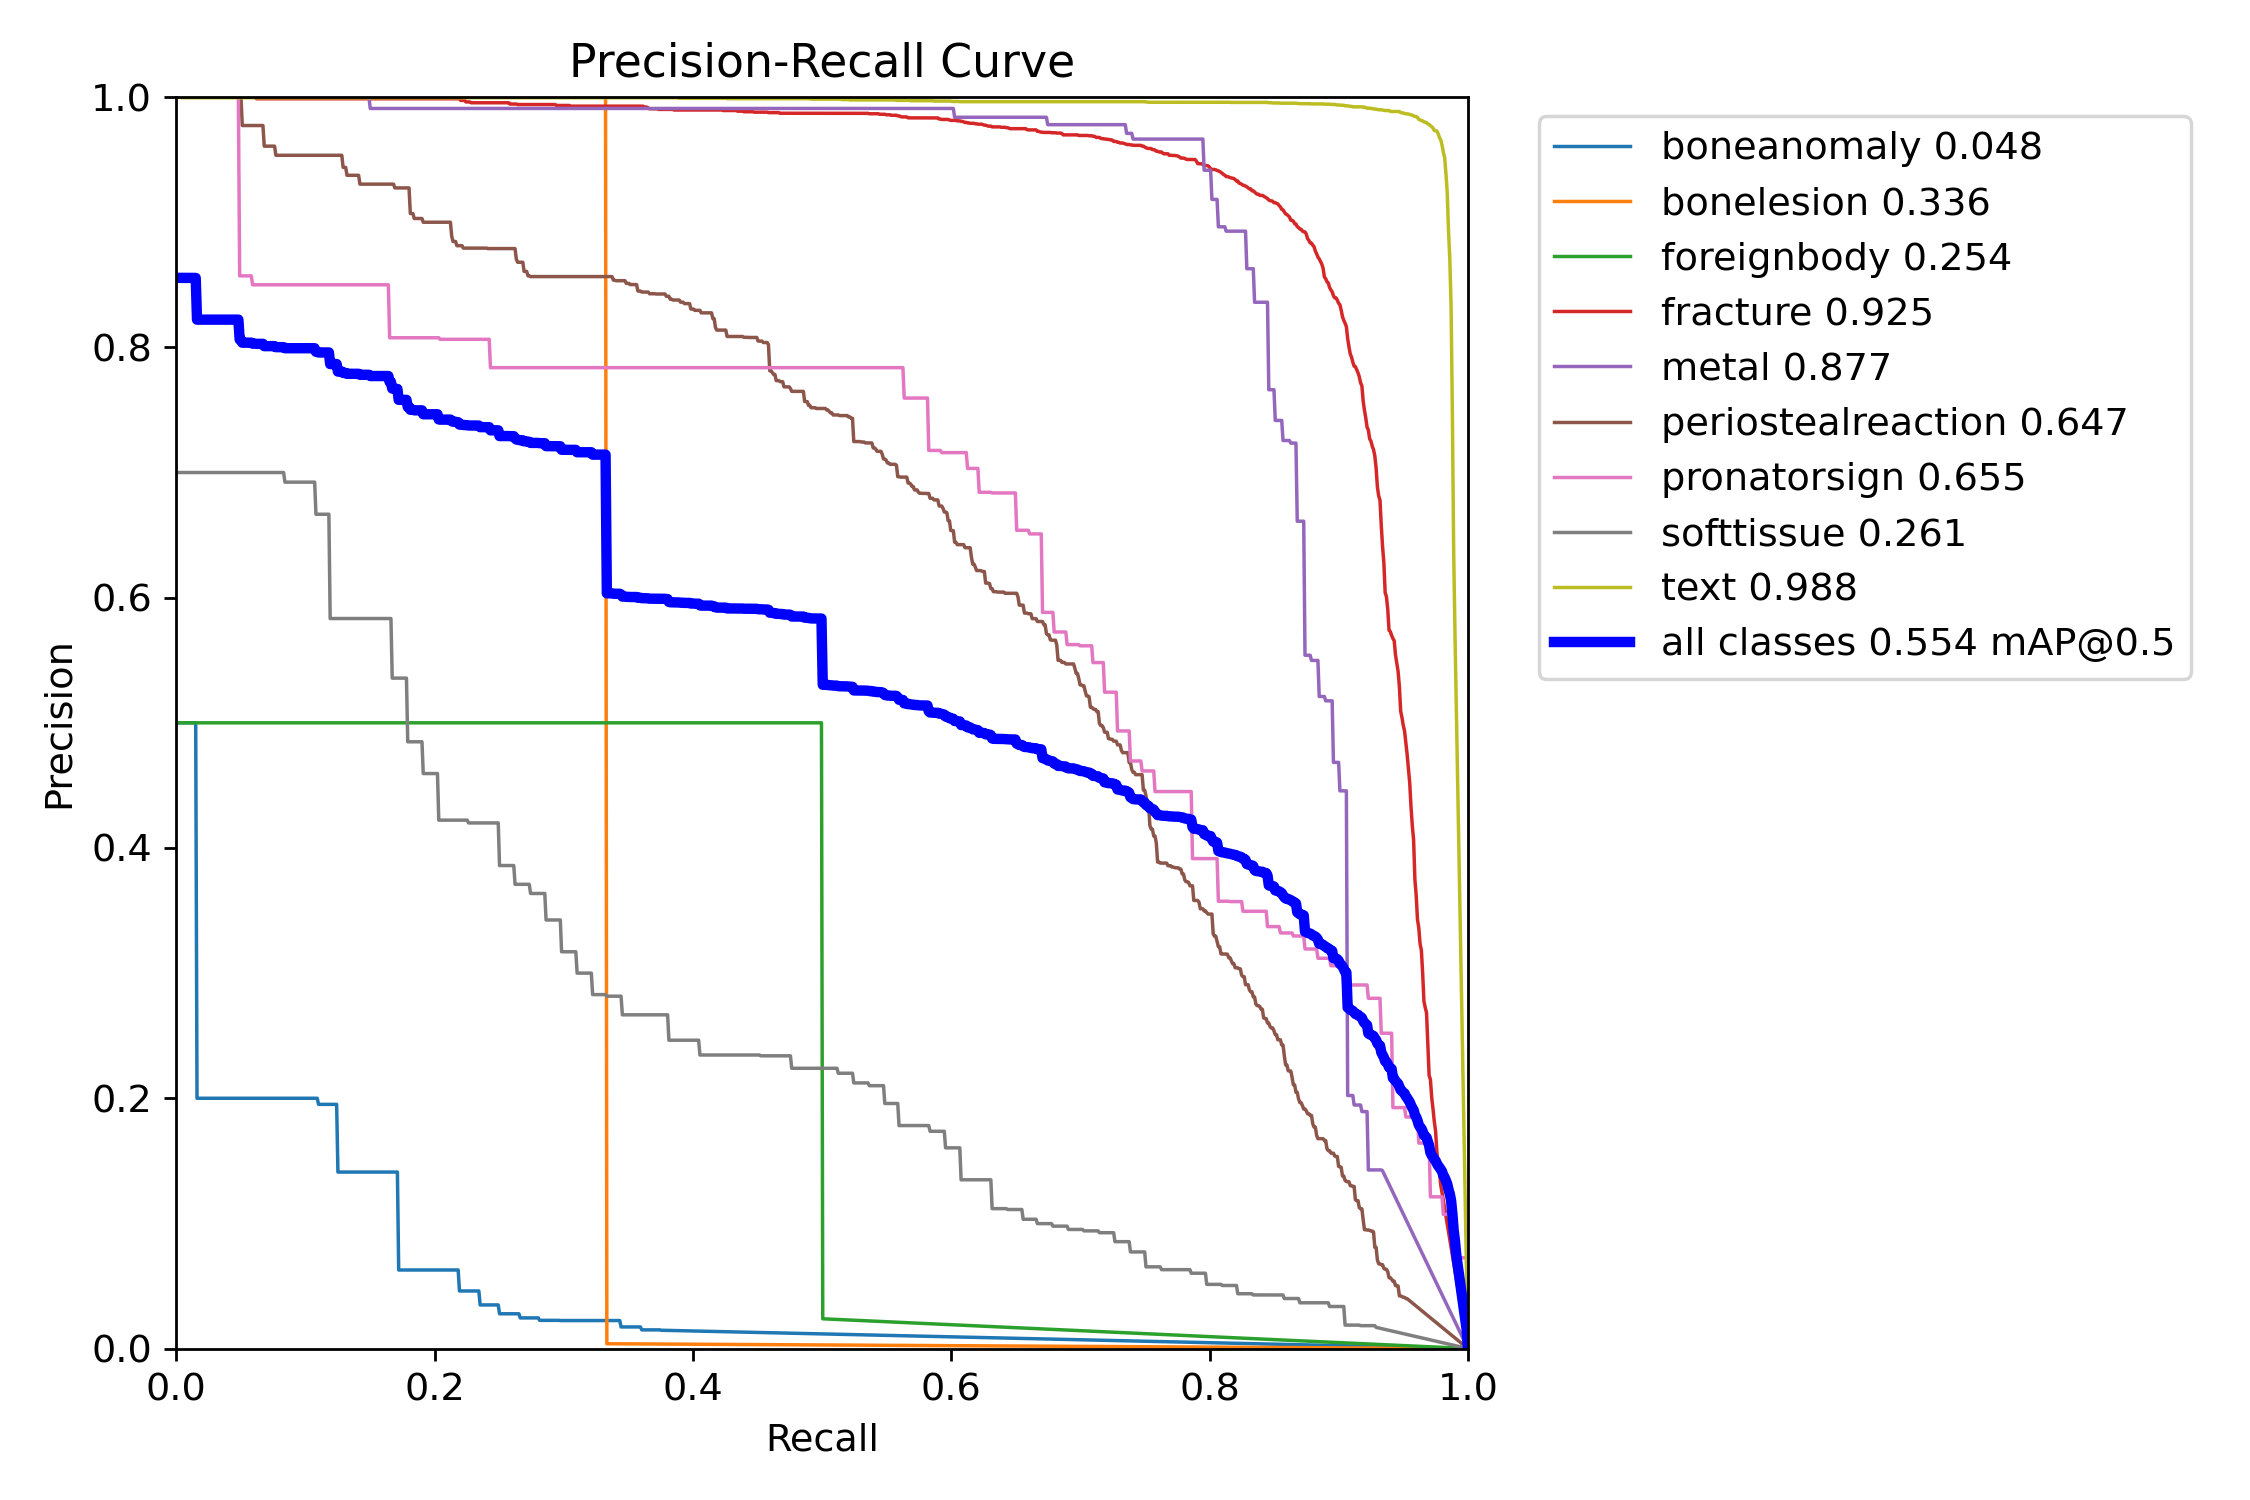 Precision-Recall Curve
1.0
0.8
0.6
0.4
0.2
0.0
Precision
0.0 0.2 0.4 0.6 0.8 1.0
Recall
boneanomaly 0.048
bonelesion 0.336
foreignbody 0.254
fracture 0.925
metal 0.877
periostealreaction 0.647
pronatorsign 0.655
softtissue 0.261
text 0.988
all classes 0.554 mAP@0.5